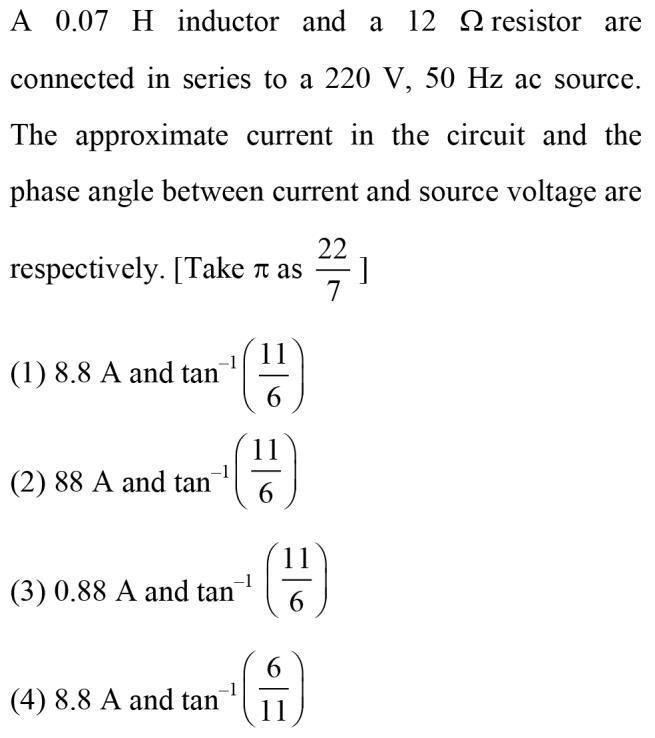 A 0.07 H inductor and a 12 Ω resistor are
connected in series to a 220 V, 50 Hz ac source.
The approximate current in the circuit and the
phase angle between current and source voltage are
respectively. [Take π as 22/7 ]
(1) 8.8 A and tan⁻¹(11/6)
(2) 88 A and tan⁻¹(11/6)
(3) 0.88 A and tan⁻¹ (11/6)
(4) 8.8 A and tan⁻¹(6/11)